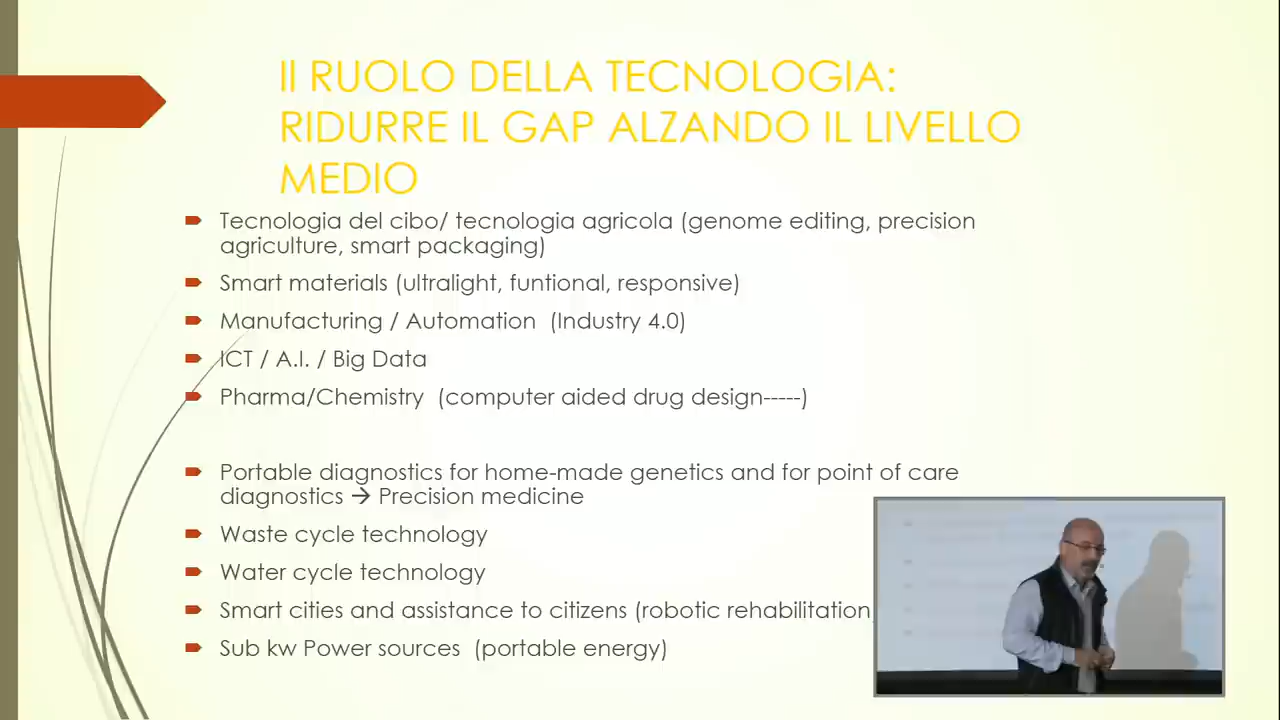 Il RUOLO DELLA TECNOLOGIA:
RIDURRE IL GAP ALZANDO IL LIVELLO
MEDIO
Tecnologia del cibo/ tecnologia agricola (genome editing, precision
agriculture, smart packaging)
Smart materials (ultralight, funtional, responsive)
Manufacturing / Automation (Industry 4.0)
ICT / A.I. / Big Data
Pharma/Chemistry (computer aided drug design-----)
Portable diagnostics for home-made genetics and for point of care
diagnostics → Precision medicine
Waste cycle technology
Water cycle technology
Smart cities and assistance to citizens (robotic rehabilitation
Sub kw Power sources (portable energy)